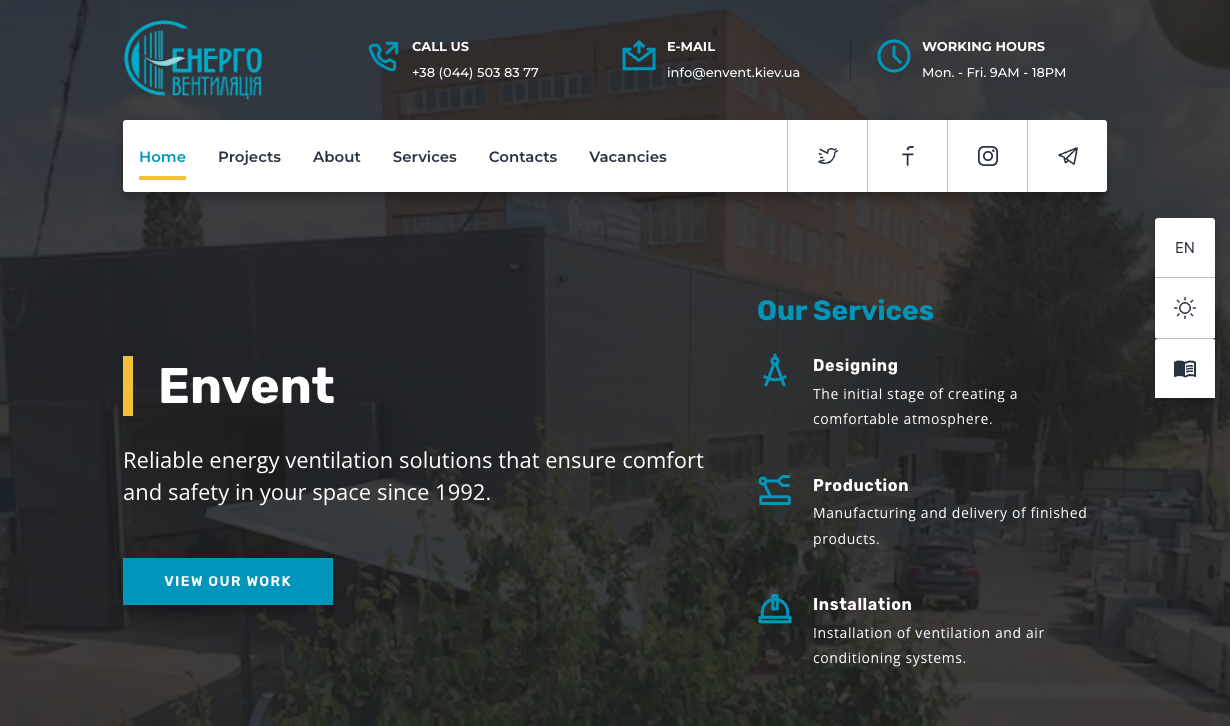 ЕНЕРГО
ВЕНТИЛЯЦІЯ
CALL US
+38 (044) 503 83 77
E-MAIL
info@envent.kiev.ua
WORKING HOURS
Mon. - Fri. 9AM - 18PM
Home Projects About Services Contacts Vacancies
EN
Envent
Reliable energy ventilation solutions that ensure comfort
and safety in your space since 1992.
VIEW OUR WORK
Our Services
Designing
The initial stage of creating a
comfortable atmosphere.
Production
Manufacturing and delivery of finished
products.
Installation
Installation of ventilation and air
conditioning systems.